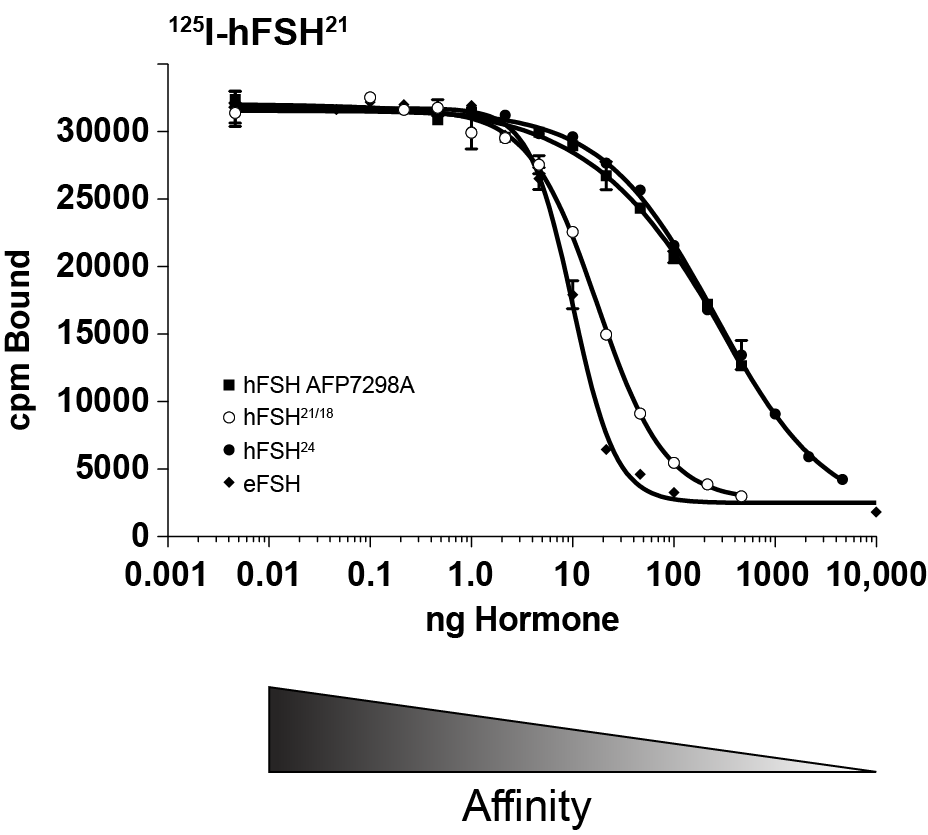 ¹²⁵I-hFSH²¹
30000
25000
20000
15000
10000
5000
0
cpm Bound
hFSH AFP7298A
hFSH²¹/¹⁸
hFSH²⁴
eFSH
0.001 0.01 0.1 1.0 10 100 1000 10,000
ng Hormone
Affinity